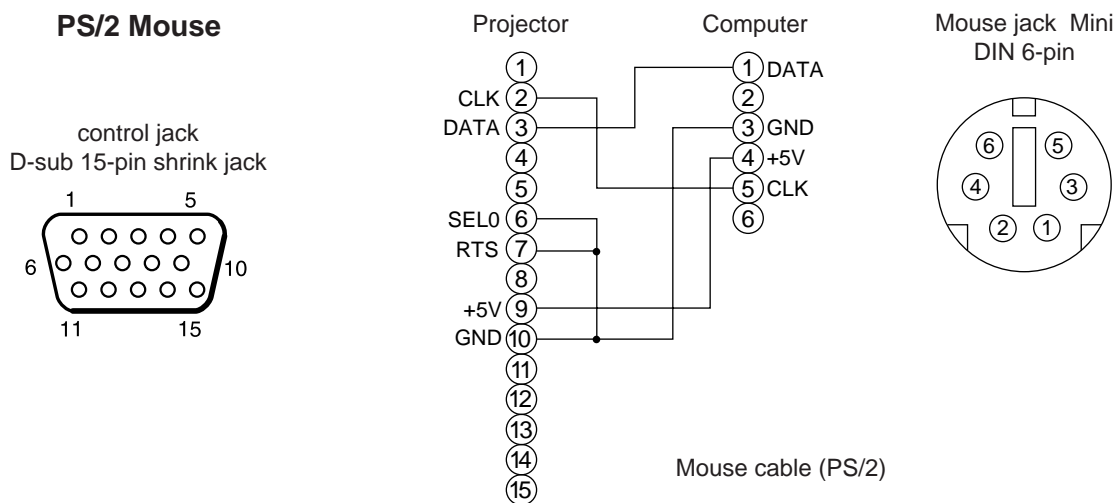 PS/2 Mouse
control jack
D-sub 15-pin shrink jack
1 5
6 10
11 15
Projector Computer
1
CLK 2
DATA 3
4
5
SEL0 6
RTS 7
8
+5V 9
GND 10
11
12
13
14
15
1 DATA
2
3 GND
4 +5V
5 CLK
6
Mouse cable (PS/2)
Mouse jack Mini
DIN 6-pin
6 5
4 3
2 1